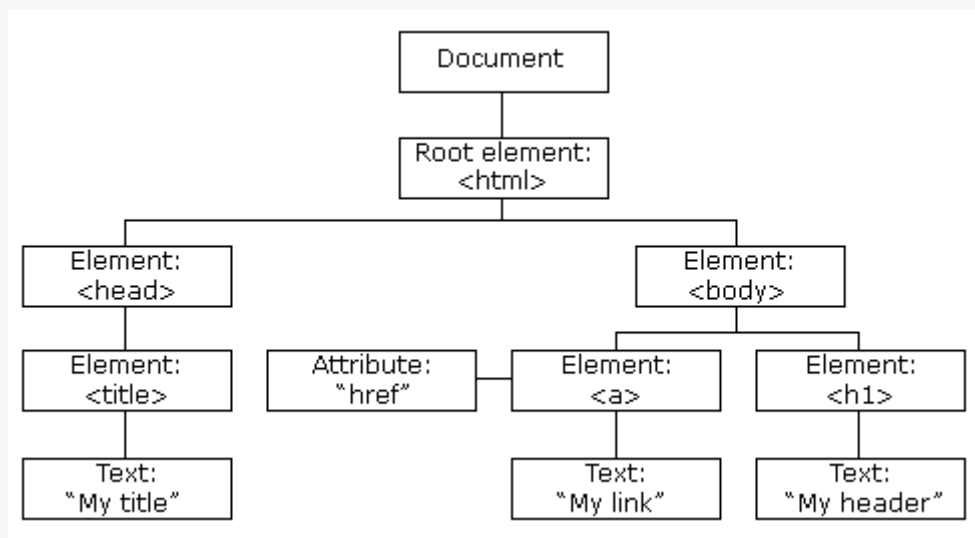 Document
Root element:
<html>
Element:
<head>
Element:
<body>
Element:
<title>
Attribute:
“href”
Element:
<a>
Element:
<h1>
Text:
“My title”
Text:
“My link”
Text:
“My header”